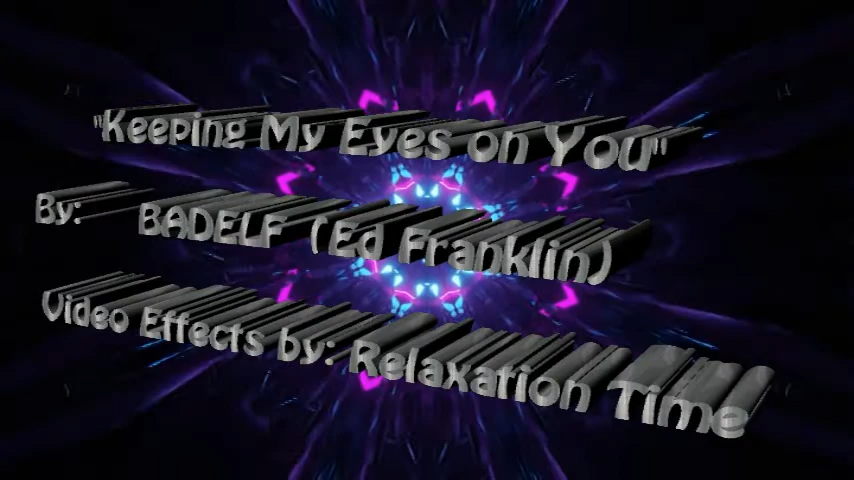 "Keeping My Eyes on You"
By: BADELF (Ed Franklin)
Video Effects by: Relaxation Time